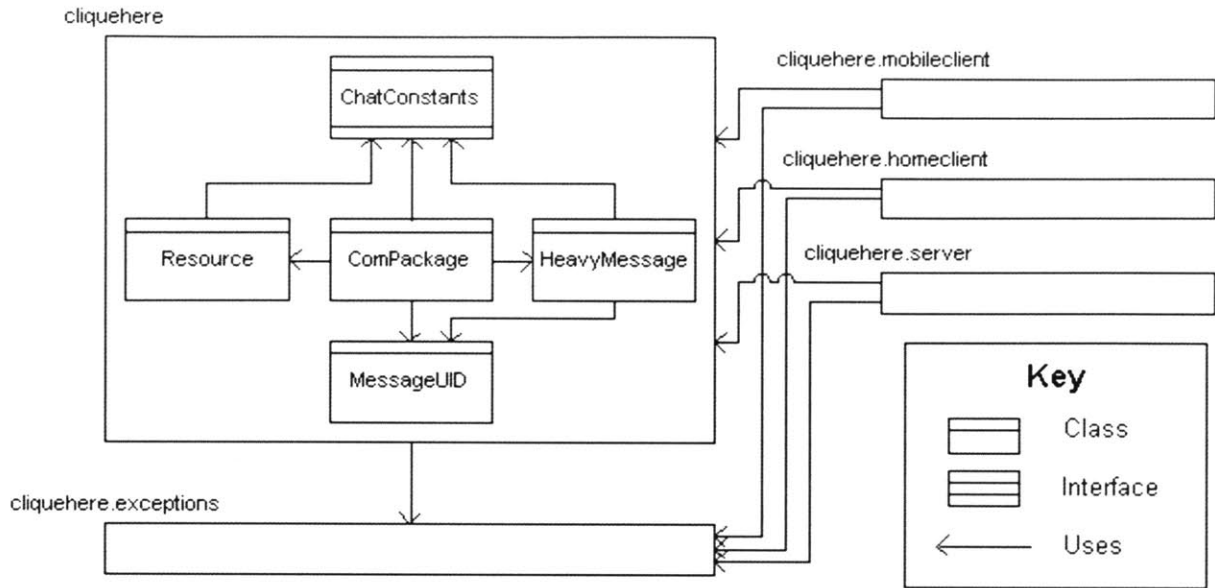 cliquehere
ChatConstants
Resource
ComPackage
HeavyMessage
MessageUID
cliquehere.mobileclient
cliquehere.homeclient
cliquehere.server
cliquehere.exceptions
Key
Class
Interface
Uses